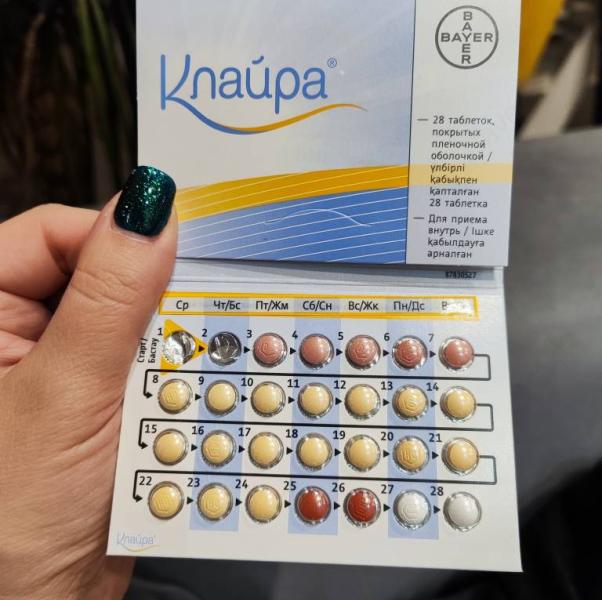 Клайра®
BAYER
BAYER
— 28 таблеток,
покрытых
пленочной
оболочкой /
үлбірлі
қабықпен
қапталған
28 таблетка
— Для приема
внутрь / Ішке
қабылдауға
арналған
87830527
Ср Чт/Бс Пт/Жм Сб/Сн Вс/Жк Пн/Дс
Старт/
Бастау
1 2 3 4 5 6 7
8 9 10 11 12 13 14
15 16 17 18 19 20 21
22 23 24 25 26 27 28
Клайра®